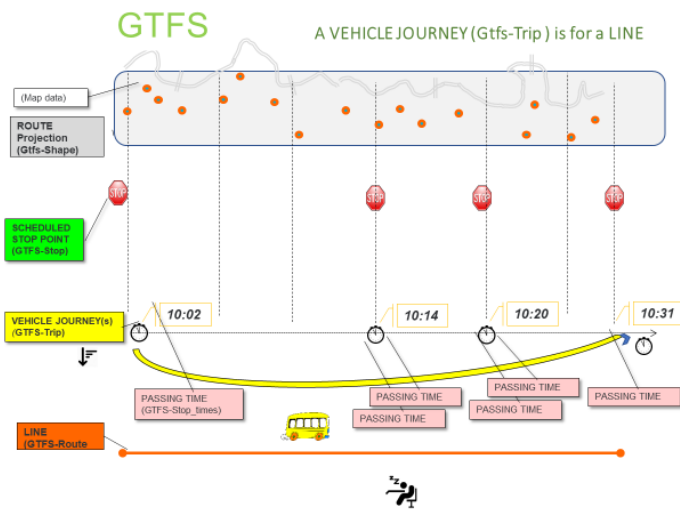 GTFS
A VEHICLE JOURNEY (Gtfs-Trip ) is for a LINE
(Map data)
ROUTE
Projection
(Gtfs-Shape)
STOP
STOP
STOP
STOP
SCHEDULED
STOP POINT
(GTFS-Stop)
VEHICLE JOURNEY(s)
(GTFS-Trip)
10:02
10:14
10:20
10:31
PASSING TIME
(GTFS-Stop_times)
PASSING TIME
PASSING TIME
PASSING TIME
PASSING TIME
PASSING TIME
LINE
(GTFS-Route
zz